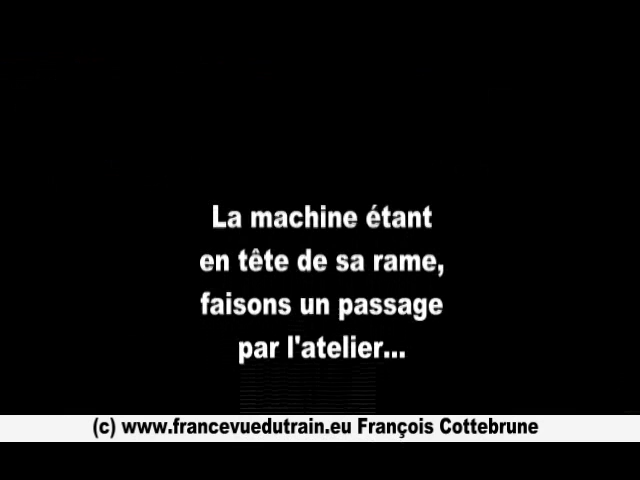 La machine étant
en tête de sa rame,
faisons un passage
par l'atelier...
(c) www.francevuedutrain.eu François Cottebrune